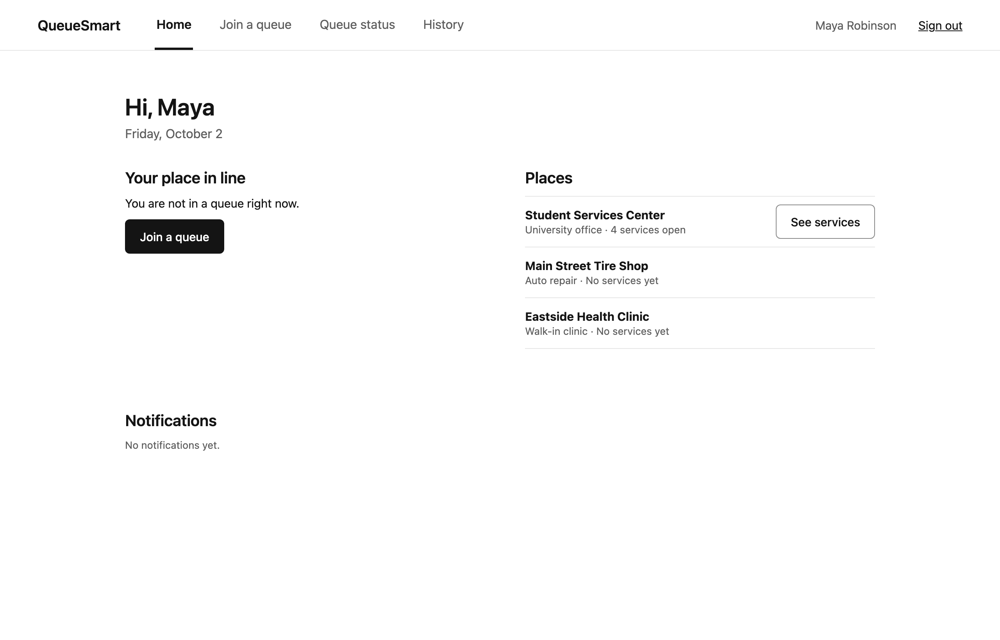 QueueSmart
Home
Join a queue
Queue status
History
Maya Robinson
Sign out
Hi, Maya
Friday, October 2
Your place in line
You are not in a queue right now.
Join a queue
Places
Student Services Center
University office · 4 services open
See services
Main Street Tire Shop
Auto repair · No services yet
Eastside Health Clinic
Walk-in clinic · No services yet
Notifications
No notifications yet.